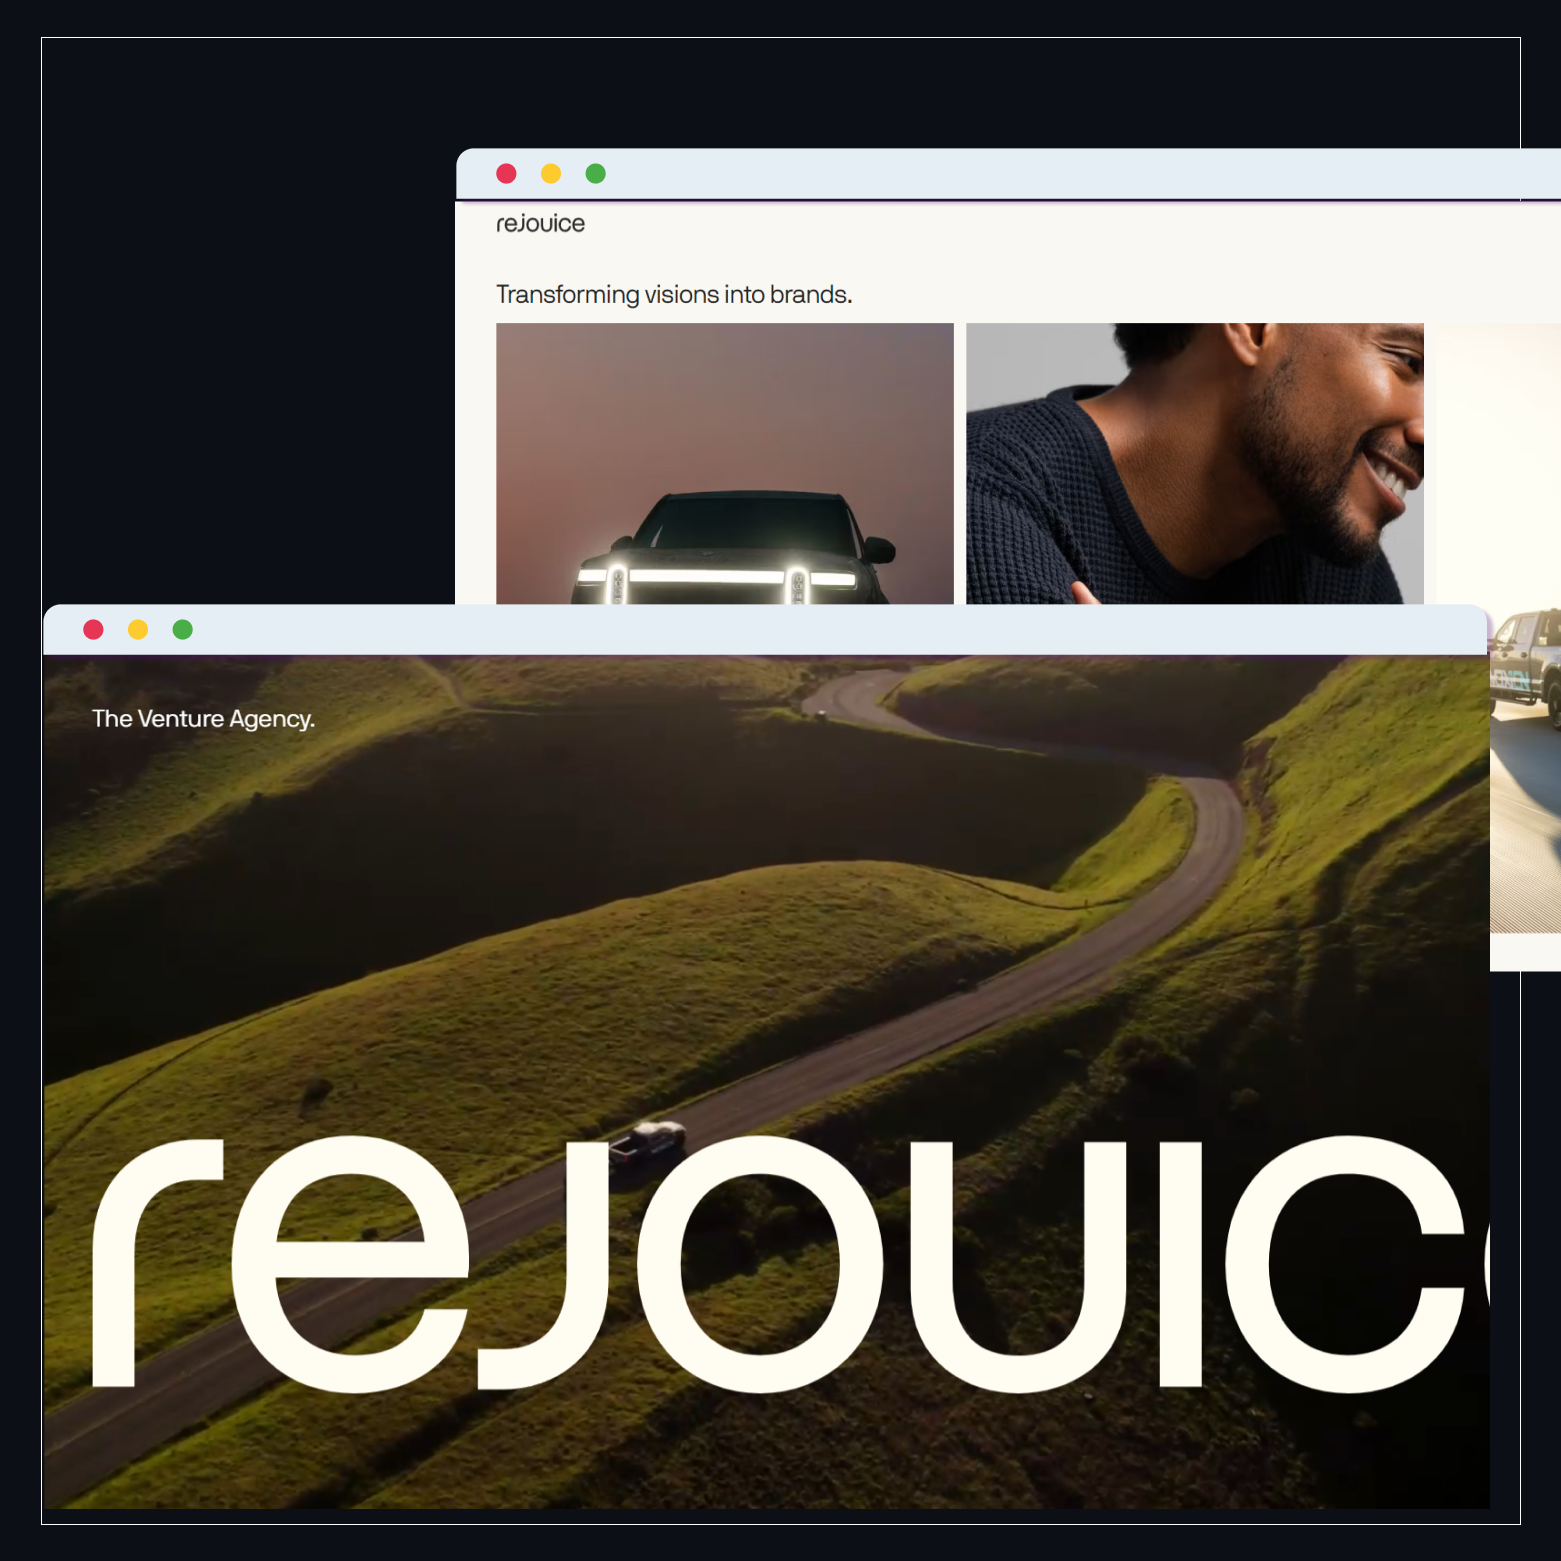 rejouice
Transforming visions into brands.
The Venture Agency.
rejouic